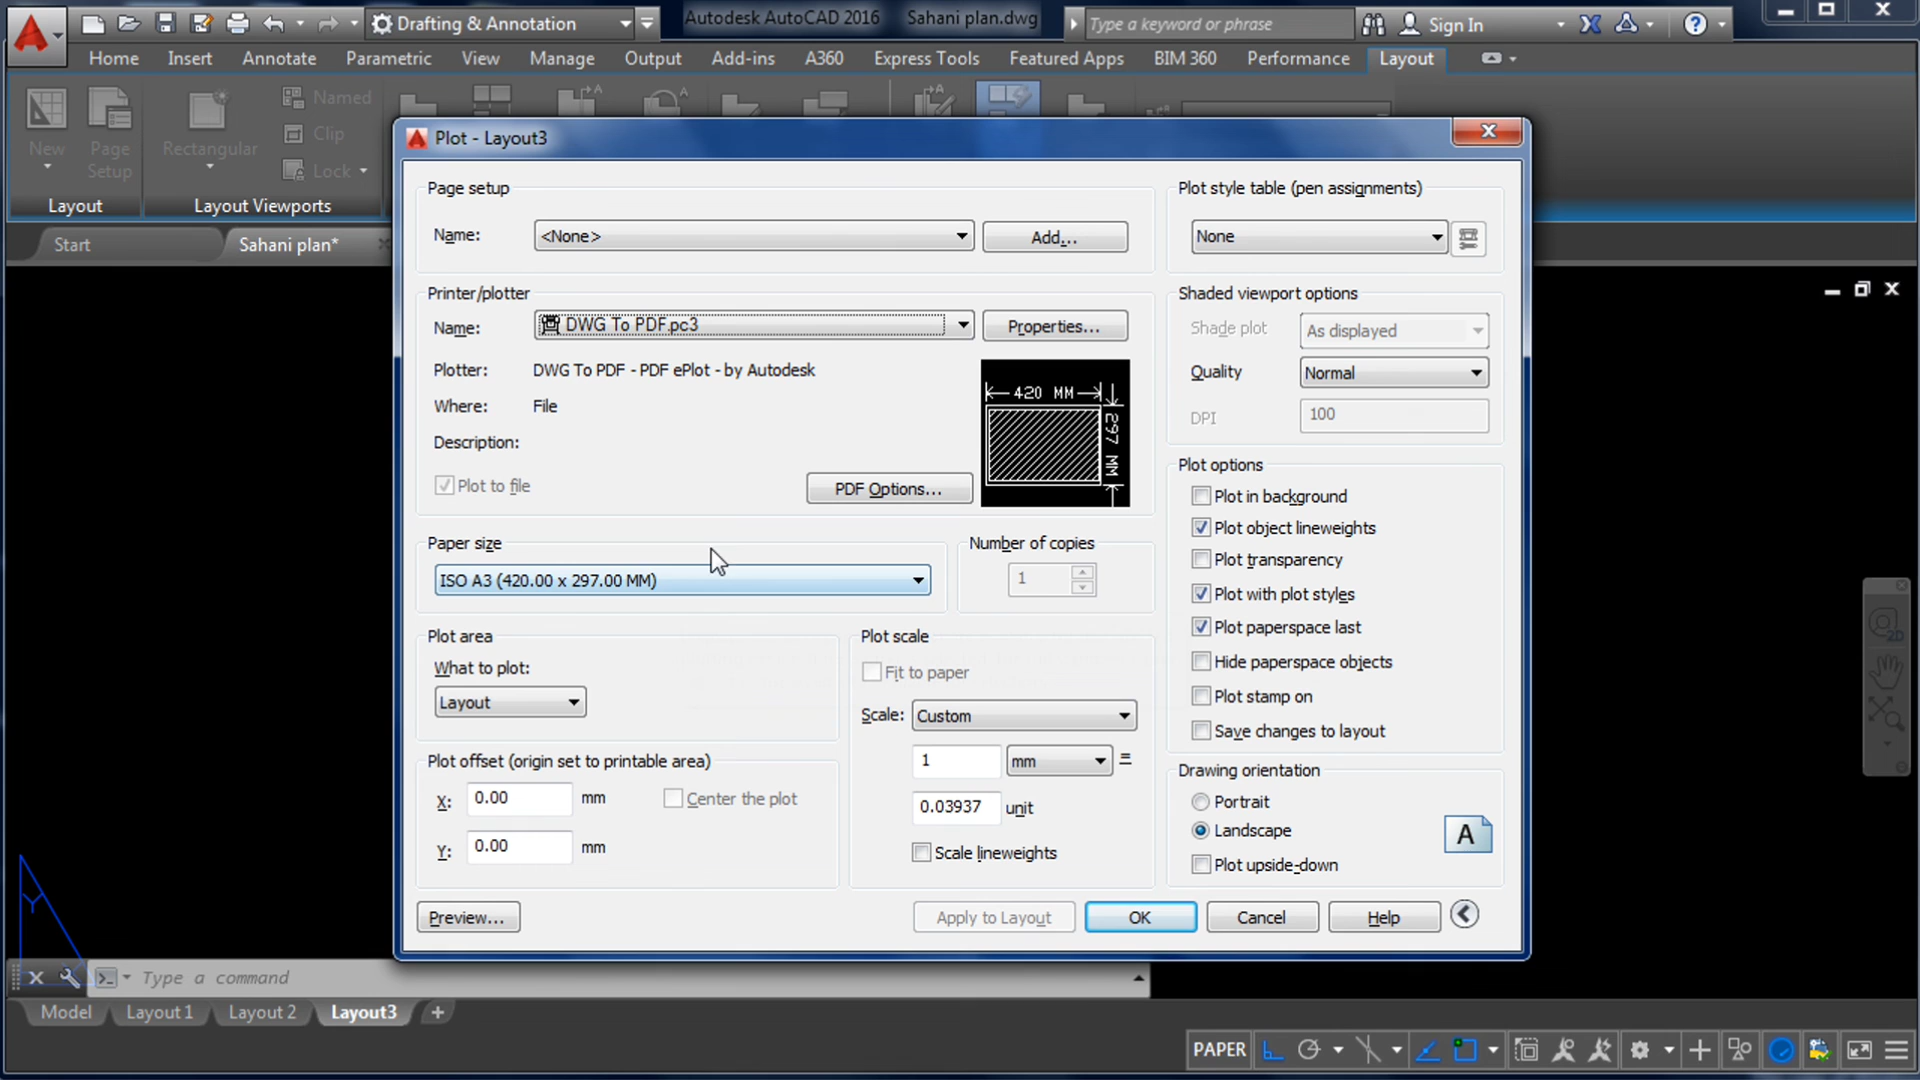 Drafting & Annotation
Autodesk AutoCAD 2016 Sahani plan.dwg
Type a keyword or phrase
Sign In
Home Insert Annotate Parametric View Manage Output Add-ins A360 Express Tools Featured Apps BIM 360 Performance Layout
New
Page Setup
Rectangular
Named
Clip
Lock
Layout
Layout Viewports
Start
Sahani plan*
Plot - Layout3
Page setup
Name: <None> Add...
Printer/plotter
Name: DWG To PDF.pc3 Properties...
Plotter: DWG To PDF - PDF ePlot - by Autodesk
Where: File
Description:
Plot to file
PDF Options...
420 MM
297 MM
Paper size
ISO A3 (420.00 x 297.00 MM)
Number of copies
1
Plot area
What to plot:
Layout
Plot scale
Fit to paper
Scale: Custom
1 mm =
0.03937 unit
Scale lineweights
Plot offset (origin set to printable area)
X: 0.00 mm
Center the plot
Y: 0.00 mm
Plot style table (pen assignments)
None
Shaded viewport options
Shade plot As displayed
Quality Normal
DPI 100
Plot options
Plot in background
Plot object lineweights
Plot transparency
Plot with plot styles
Plot paperspace last
Hide paperspace objects
Plot stamp on
Save changes to layout
Drawing orientation
Portrait
Landscape
Plot upside-down
A
Preview... Apply to Layout OK Cancel Help
2D
Y
Type a command
Model Layout 1 Layout 2 Layout3 +
PAPER